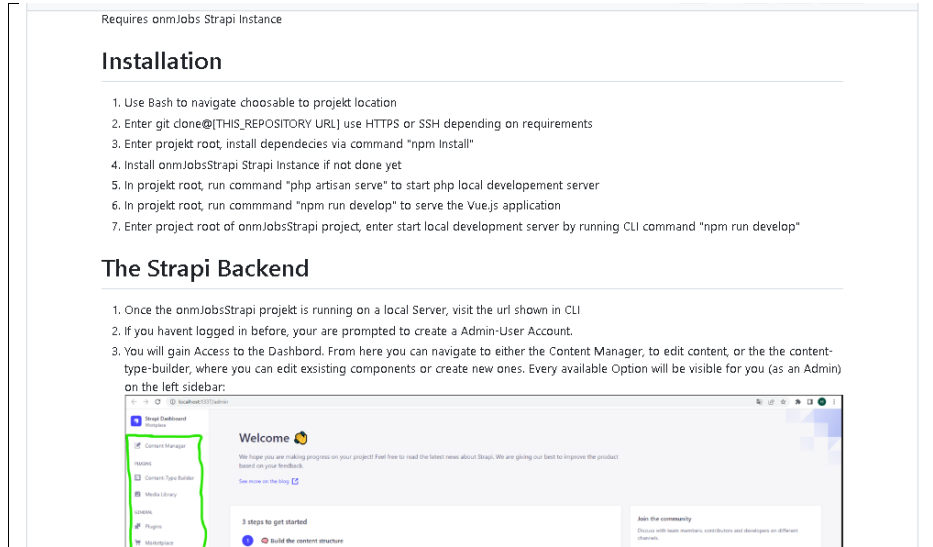 Requires onmJobs Strapi Instance
Installation
1. Use Bash to navigate choosable to projekt location
2. Enter git clone@[THIS_REPOSITORY URL] use HTTPS or SSH depending on requirements
3. Enter projekt root, install dependecies via command "npm Install"
4. Install onmJobsStrapi Strapi Instance if not done yet
5. In projekt root, run command "php artisan serve" to start php local developement server
6. In projekt root, run commmand "npm run develop" to serve the Vue.js application
7. Enter project root of onmJobsStrapi project, enter start local development server by running CLI command "npm run develop"
The Strapi Backend
1. Once the onmJobsStrapi projekt is running on a local Server, visit the url shown in CLI
2. If you havent logged in before, your are prompted to create a Admin-User Account.
3. You will gain Access to the Dashbord. From here you can navigate to either the Content Manager, to edit content, or the the content-
type-builder, where you can edit exsisting components or create new ones. Every available Option will be visible for you (as an Admin)
on the left sidebar:
localhost:1337/admin
Strapi Dashboard
Workplace
Content Manager
PLUGINS
Content-Type Builder
Media Library
GENERAL
Plugins
Marketplace
Welcome
We hope you are making progress on your project! Feel free to read the latest news about Strapi. We are giving our best to improve the product
based on your feedback.
See more on the blog
3 steps to get started
1 Build the content structure
Join the community
Discuss with team members, contributors and developers on different
channels.